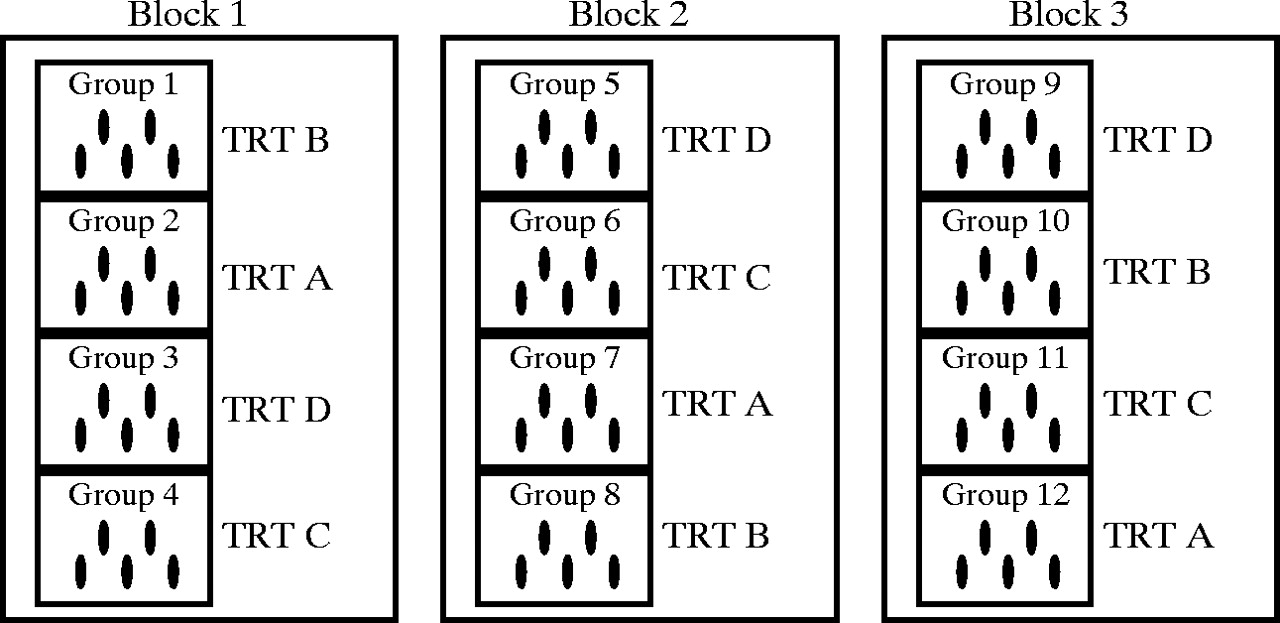 Block 1
Group 1
TRT B
Group 2
TRT A
Group 3
TRT D
Group 4
TRT C
Block 2
Group 5
TRT D
Group 6
TRT C
Group 7
TRT A
Group 8
TRT B
Block 3
Group 9
TRT D
Group 10
TRT B
Group 11
TRT C
Group 12
TRT A